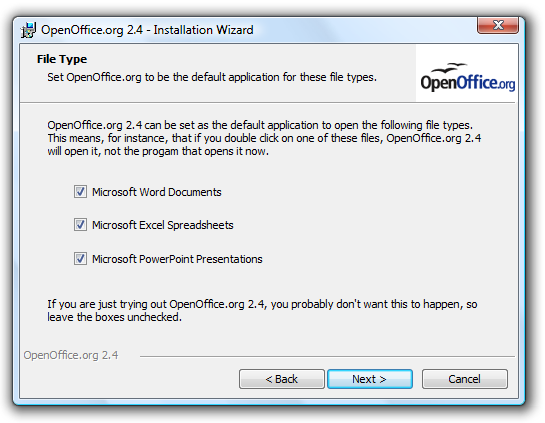 OpenOffice.org 2.4 - Installation Wizard
File Type
Set OpenOffice.org to be the default application for these file types.
OpenOffice.org
OpenOffice.org 2.4 can be set as the default application to open the following file types.
This means, for instance, that if you double click on one of these files, OpenOffice.org 2.4
will open it, not the progam that opens it now.
Microsoft Word Documents
Microsoft Excel Spreadsheets
Microsoft PowerPoint Presentations
If you are just trying out OpenOffice.org 2.4, you probably don't want this to happen, so
leave the boxes unchecked.
OpenOffice.org 2.4
< Back Next > Cancel